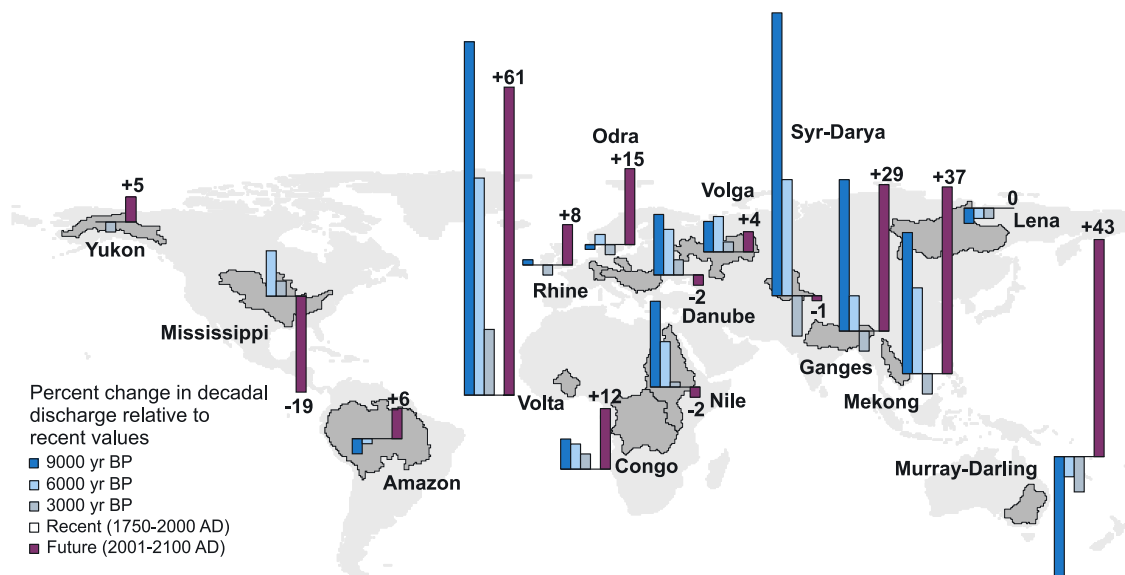 +61
Syr-Darya
Odra
+15
+5
Volga
+29
+37
+8
+4
0
Lena
+43
Yukon
Rhine
-2
-1
Danube
Mississippi
Ganges
Mekong
Percent change in decadal
discharge relative to
recent values
9000 yr BP
6000 yr BP
3000 yr BP
Recent (1750-2000 AD)
Future (2001-2100 AD)
-19
+6
Volta
+12
-2
Nile
Amazon
Congo
Murray-Darling